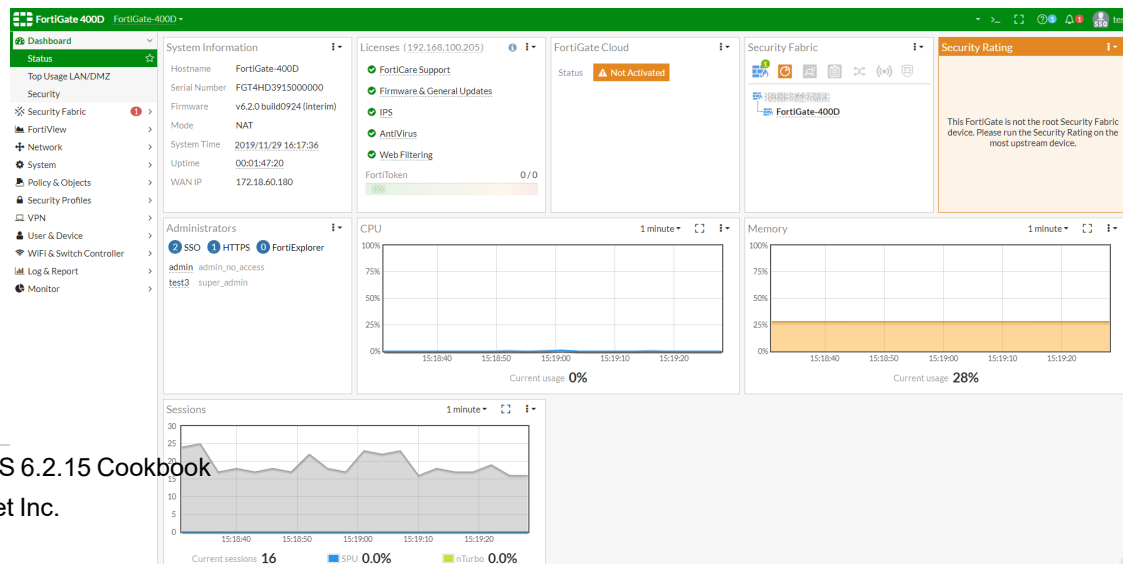 FortiGate 400D FortiGate-400D
>_ ? 1 1 SSO tes
Dashboard
Status
Top Usage LAN/DMZ
Security
Security Fabric 1
FortiView
Network
System
Policy & Objects
Security Profiles
VPN
User & Device
WiFi & Switch Controller
Log & Report
Monitor
System Information
Hostname FortiGate-400D
Serial Number FGT4HD3915000000
Firmware v6.2.0 build0924 (interim)
Mode NAT
System Time 2019/11/29 16:17:36
Uptime 00:01:47:20
WAN IP 172.18.60.180
Licenses (192.168.100.205)
FortiCare Support
Firmware & General Updates
IPS
AntiVirus
Web Filtering
FortiToken 0/0
0%
FortiGate Cloud
Status Not Activated
Security Fabric
1
FortiGate-400D
Security Rating
This FortiGate is not the root Security Fabric
device. Please run the Security Rating on the
most upstream device.
Administrators
2 SSO 1 HTTPS 0 FortiExplorer
admin admin_no_access
test3 super_admin
CPU 1 minute
100%
75%
50%
25%
0%
15:18:40 15:18:50 15:19:00 15:19:10 15:19:20
Current usage 0%
Memory 1 minute
100%
75%
50%
25%
0%
15:18:40 15:18:50 15:19:00 15:19:10 15:19:20
Current usage 28%
Sessions 1 minute
30
25
15
10
5
0
15:18:40 15:18:50 15:19:00 15:19:10 15:19:20
Current sessions 16 SPU 0.0% nTurbo 0.0%
S 6.2.15 Cookbook
et Inc.